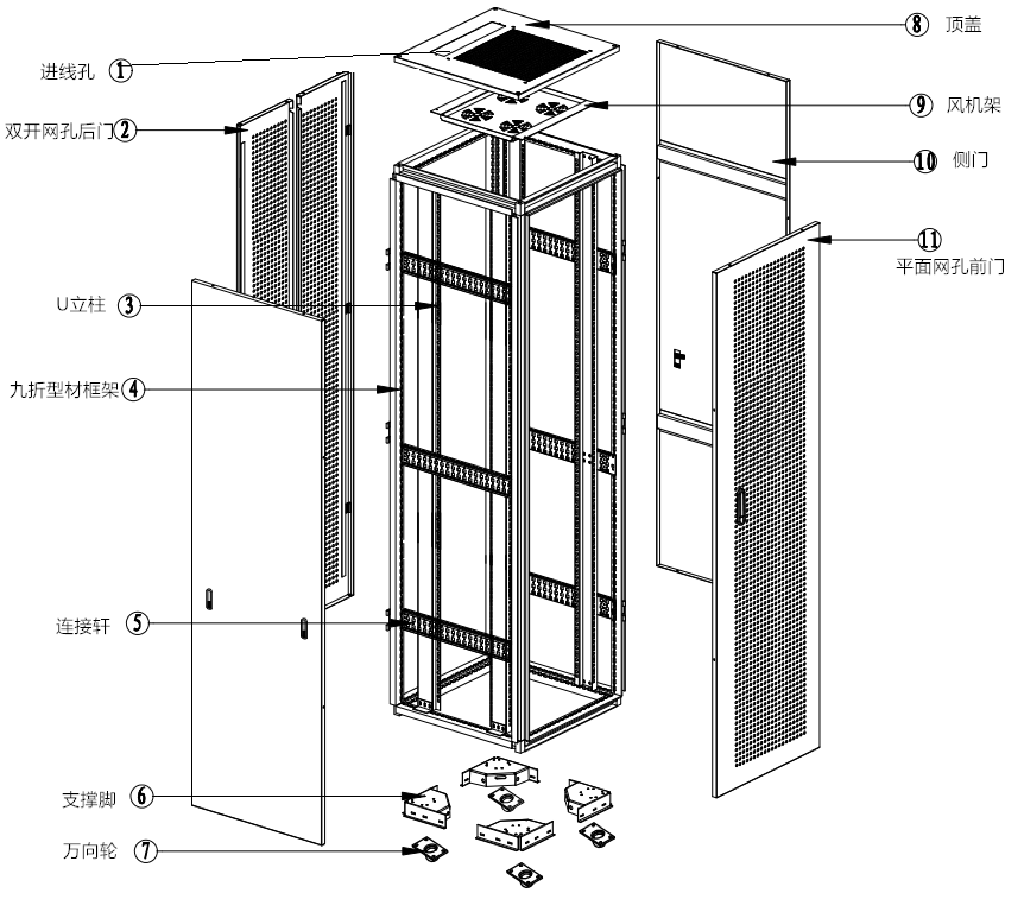 ⑧ 顶盖
进线孔 ①
⑨ 风机架
双开网孔后门 ②
⑩ 侧门
⑪
平面网孔前门
U立柱 ③
九折型材框架 ④
连接轩 ⑤
支撑脚 ⑥
万向轮 ⑦